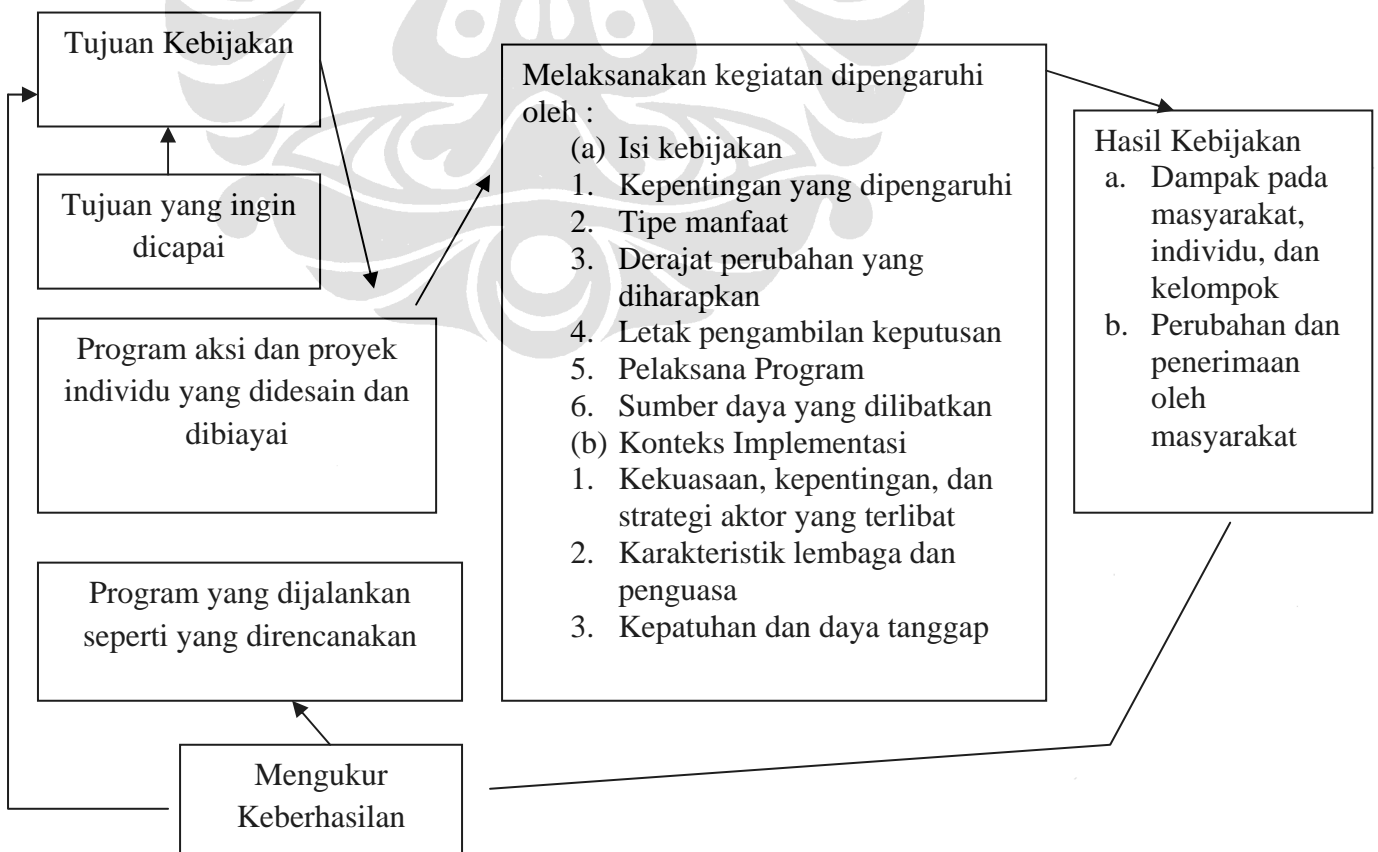 Tujuan Kebijakan
Tujuan yang ingin
dicapai
Program aksi dan proyek
individu yang didesain dan
dibiayai
Program yang dijalankan
seperti yang direncanakan
Mengukur
Keberhasilan
Melaksanakan kegiatan dipengaruhi
oleh :
(a) Isi kebijakan
1. Kepentingan yang dipengaruhi
2. Tipe manfaat
3. Derajat perubahan yang
diharapkan
4. Letak pengambilan keputusan
5. Pelaksana Program
6. Sumber daya yang dilibatkan
(b) Konteks Implementasi
1. Kekuasaan, kepentingan, dan
strategi aktor yang terlibat
2. Karakteristik lembaga dan
penguasa
3. Kepatuhan dan daya tanggap
Hasil Kebijakan
a. Dampak pada
masyarakat,
individu, dan
kelompok
b. Perubahan dan
penerimaan
oleh
masyarakat